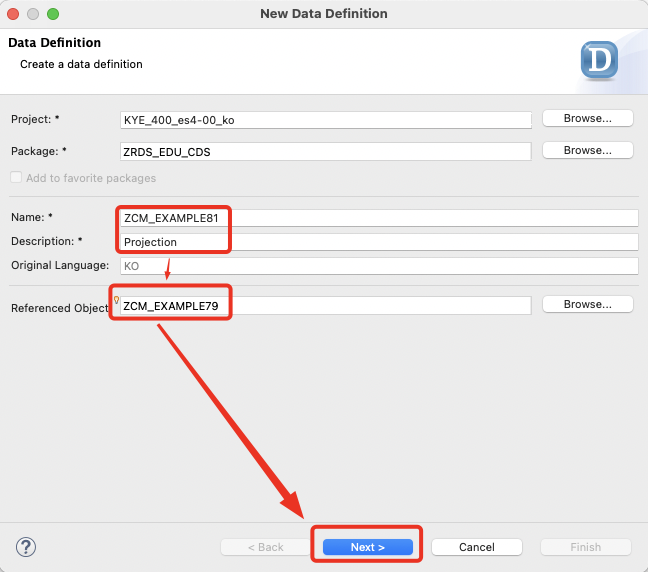 New Data Definition
Data Definition
Create a data definition
D
Project: * KYE_400_es4-00_ko Browse...
Package: * ZRDS_EDU_CDS Browse...
Add to favorite packages
Name: * ZCM_EXAMPLE81
Description: * Projection
Original Language: KO
Referenced Object ZCM_EXAMPLE79 Browse...
? < Back Next > Cancel Finish